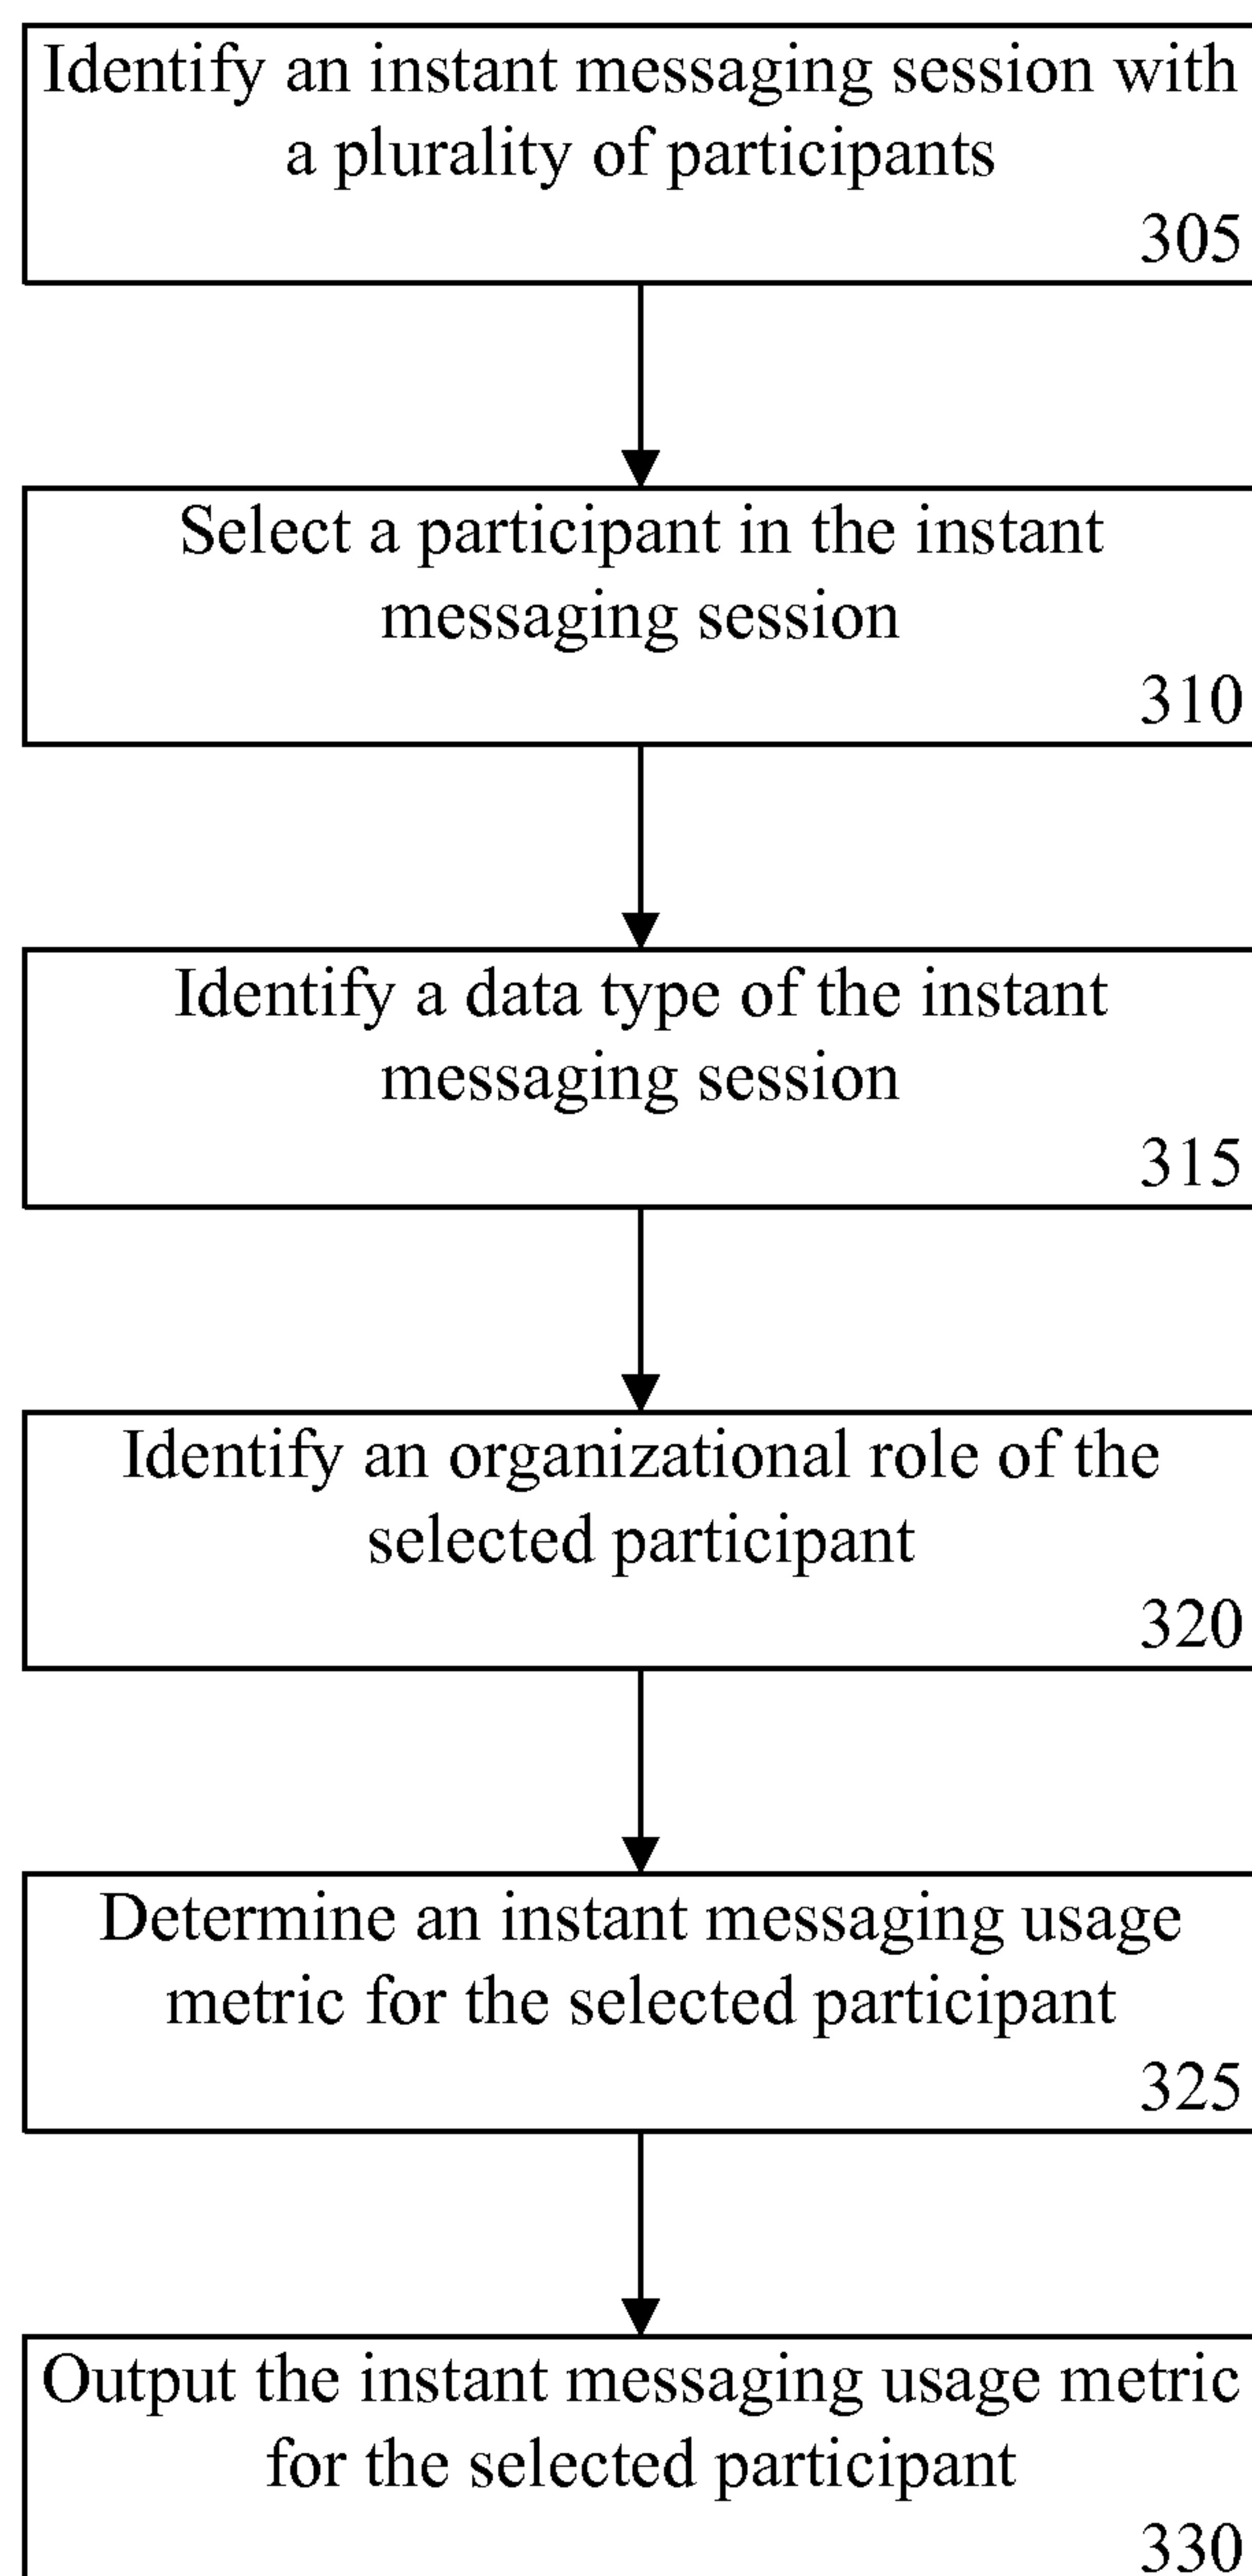 Identify an instant messaging session with
a plurality of participants
305
Select a participant in the instant
messaging session
310
Identify a data type of the instant
messaging session
315
Identify an organizational role of the
selected participant
320
Determine an instant messaging usage
metric for the selected participant
325
Output the instant messaging usage metric
for the selected participant
330